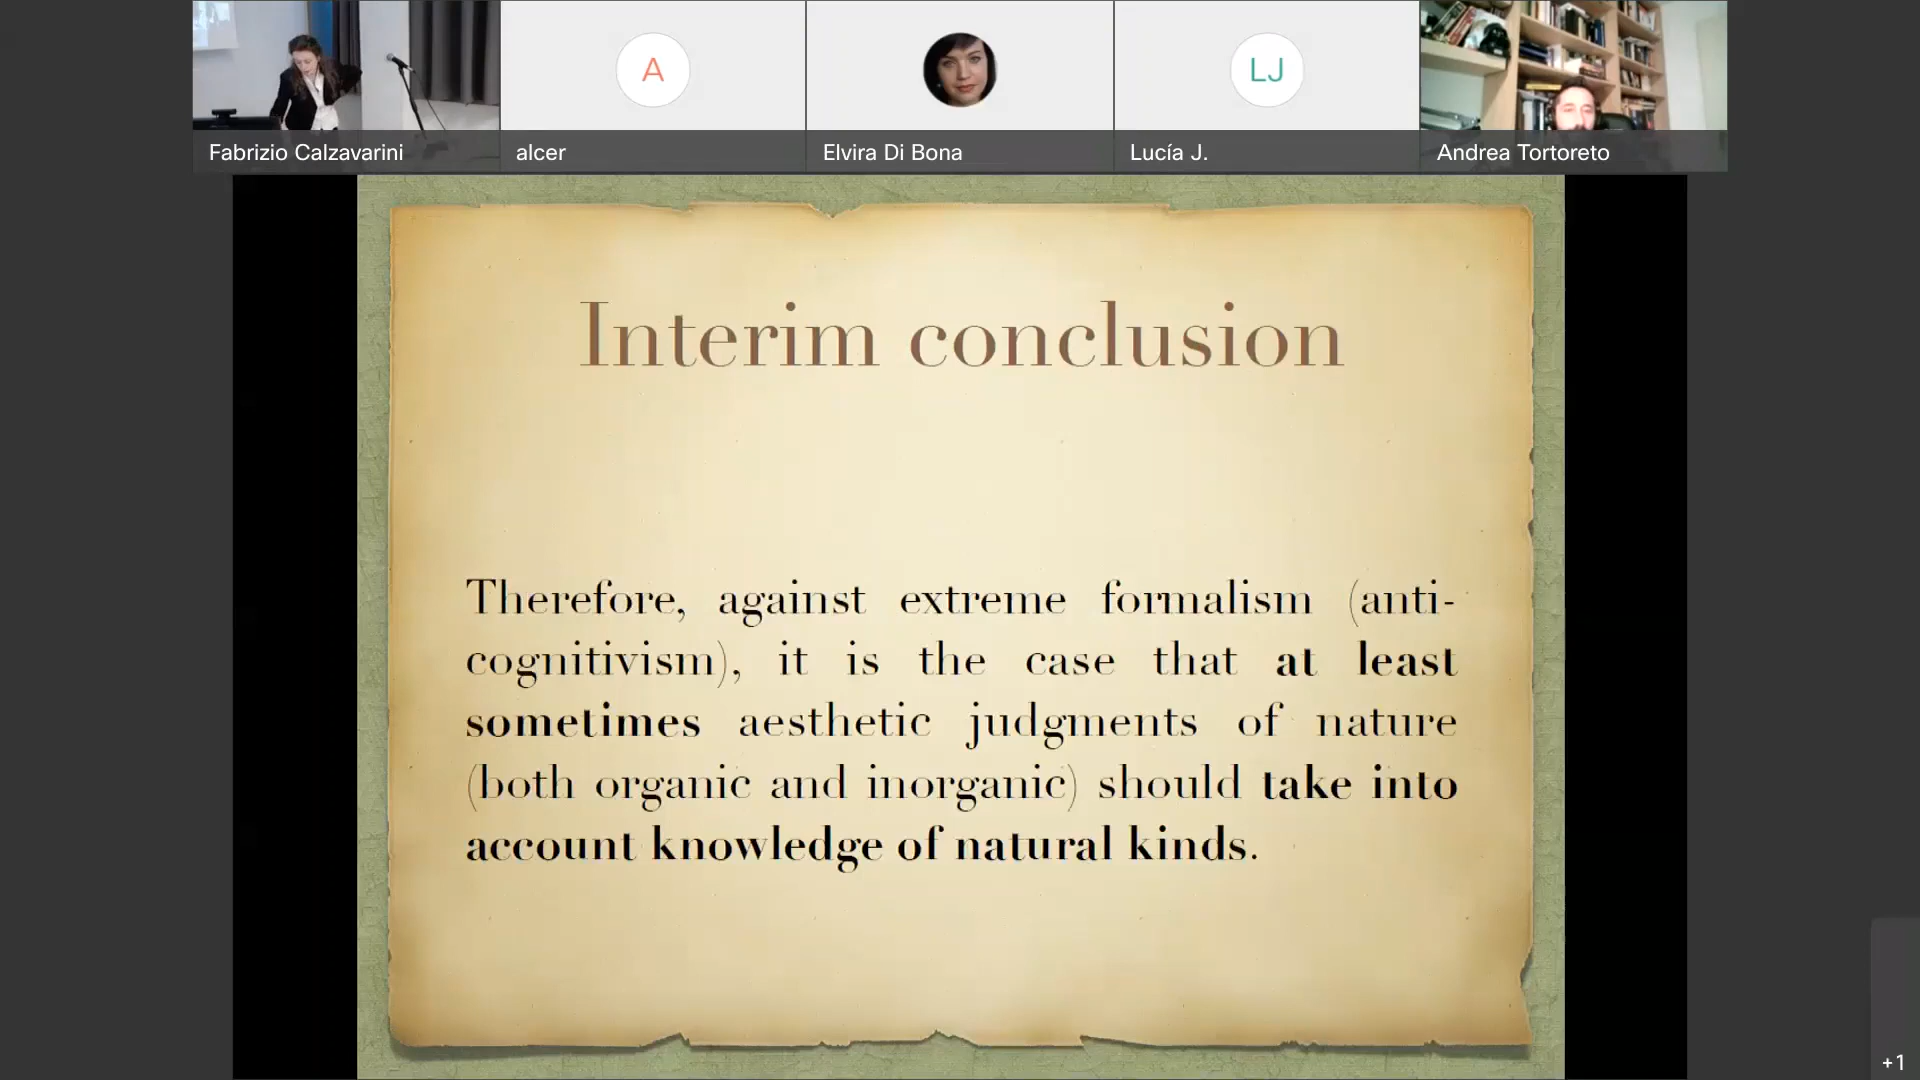 A
LJ
Fabrizio Calzavarini
alcer
Elvira Di Bona
Lucía J.
Andrea Tortoreto
Interim conclusion
Therefore, against extreme formalism (anti-
cognitivism), it is the case that at least
sometimes aesthetic judgments of nature
(both organic and inorganic) should take into
account knowledge of natural kinds.
+1